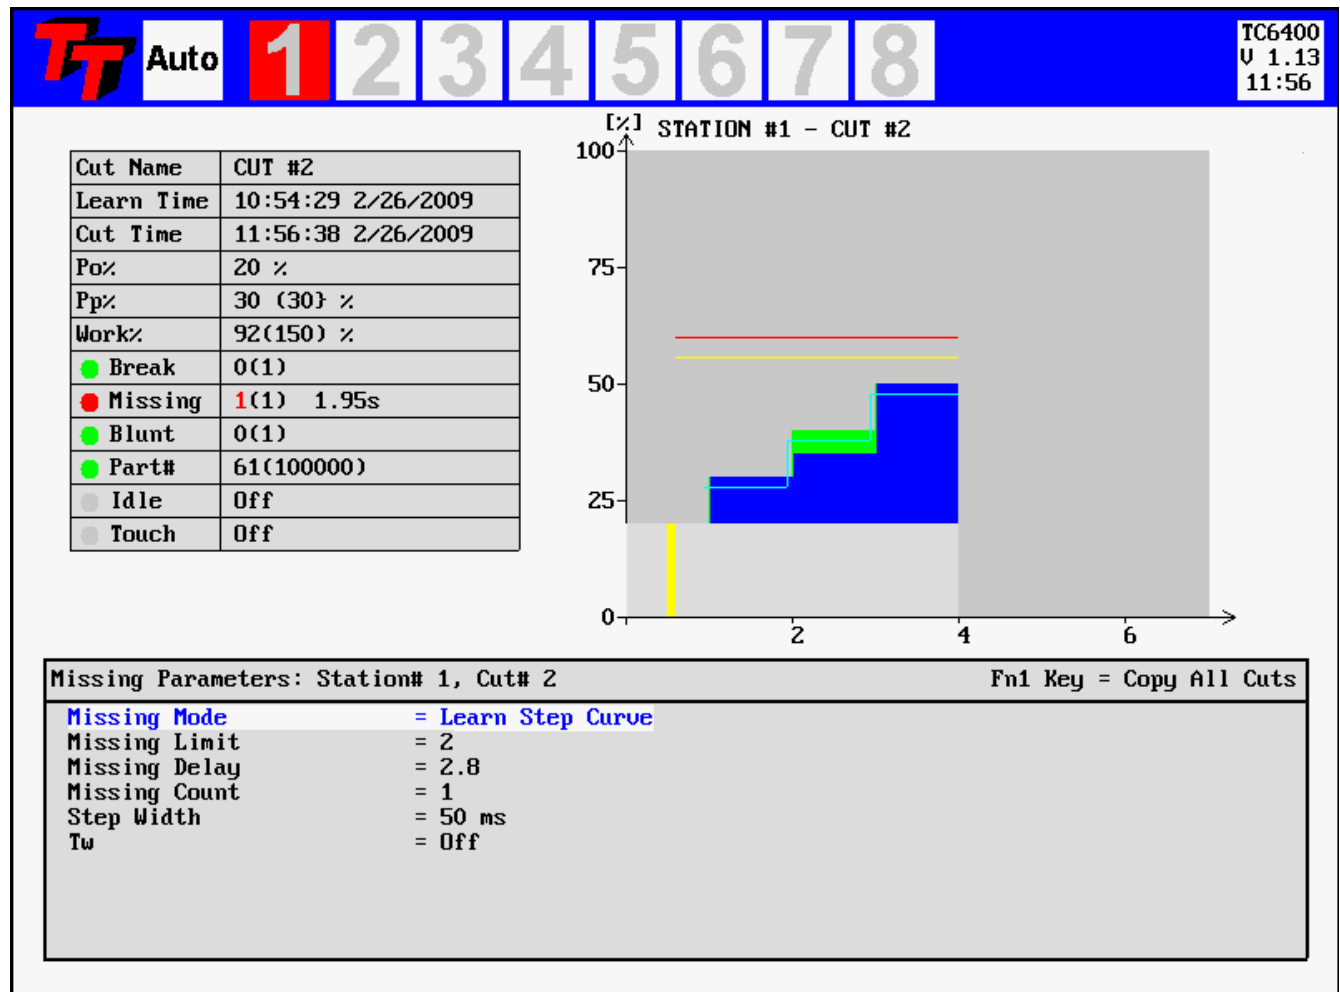 TT Auto 1 2 3 4 5 6 7 8
TC6400
V 1.13
11:56
Cut Name CUT #2
Learn Time 10:54:29 2/26/2009
Cut Time 11:56:38 2/26/2009
Po% 20 %
Pp% 30 (30} %
Work% 92(150) %
Break 0(1)
Missing 1(1) 1.95s
Blunt 0(1)
Part# 61(100000)
Idle Off
Touch Off
[%] STATION #1 - CUT #2
100
75
50
25
0
2 4 6
Missing Parameters: Station# 1, Cut# 2 Fn1 Key = Copy All Cuts
Missing Mode = Learn Step Curve
Missing Limit = 2
Missing Delay = 2.8
Missing Count = 1
Step Width = 50 ms
Tw = Off